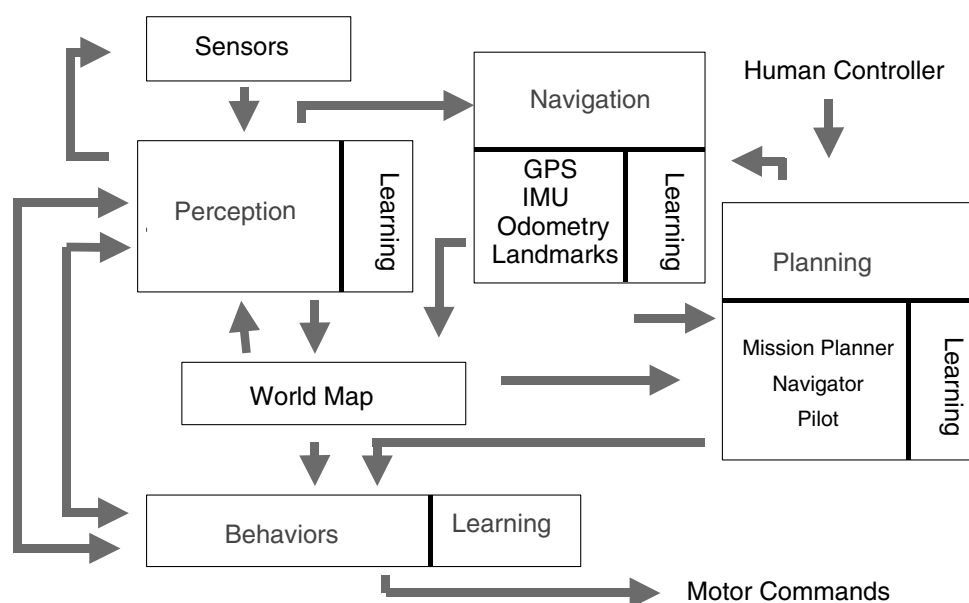 Sensors
Navigation
Human Controller
Perception
Learning
GPS
IMU
Odometry
Landmarks
Learning
Planning
Mission Planner
Navigator
Pilot
Learning
World Map
Behaviors
Learning
Motor Commands